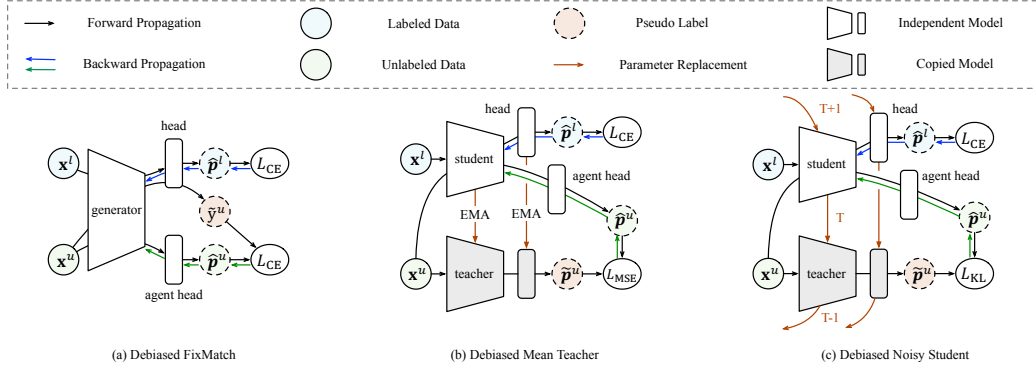 Forward Propagation
Labeled Data
Pseudo Label
Independent Model
Backward Propagation
Unlabeled Data
Parameter Replacement
Copied Model
head
x^l
p̂^l
L_CE
generator
ỹ^u
x^u
p̂^u
L_CE
agent head
(a) Debiased FixMatch
head
x^l
student
p̂^l
L_CE
agent head
EMA
EMA
p̂^u
x^u
teacher
p̃^u
L_MSE
(b) Debiased Mean Teacher
T+1
head
x^l
student
p̂^l
L_CE
agent head
T
p̂^u
x^u
teacher
p̃^u
L_KL
T-1
(c) Debiased Noisy Student